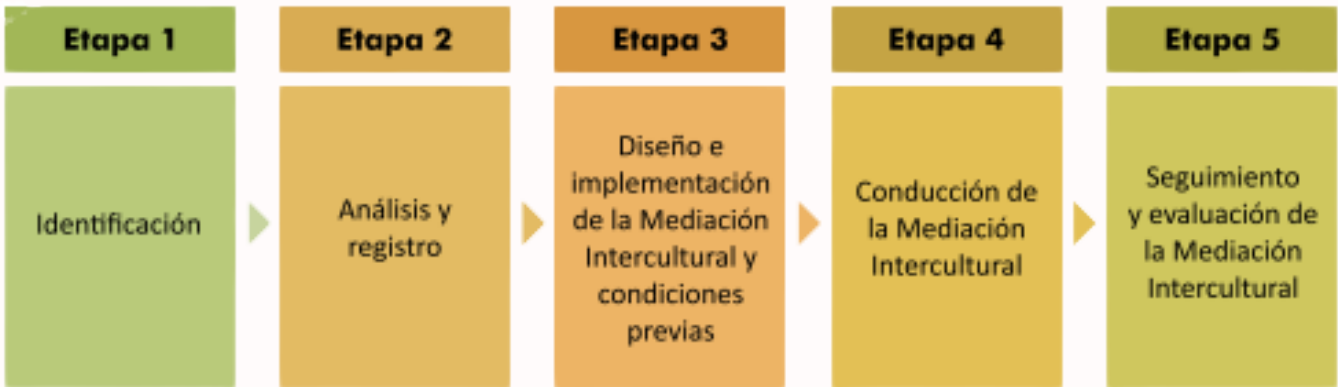 Etapa 1
Identificación
Etapa 2
Análisis y
registro
Etapa 3
Diseño e
implementación
de la Mediación
Intercultural y
condiciones
previas
Etapa 4
Conducción de
la Mediación
Intercultural
Etapa 5
Seguimiento
y evaluación de
la Mediación
Intercultural